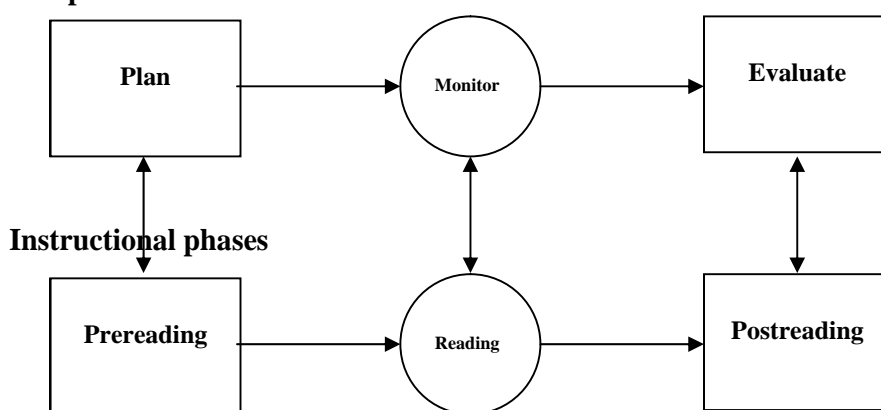 Plan
Monitor
Evaluate
Instructional phases
Prereading
Reading
Postreading